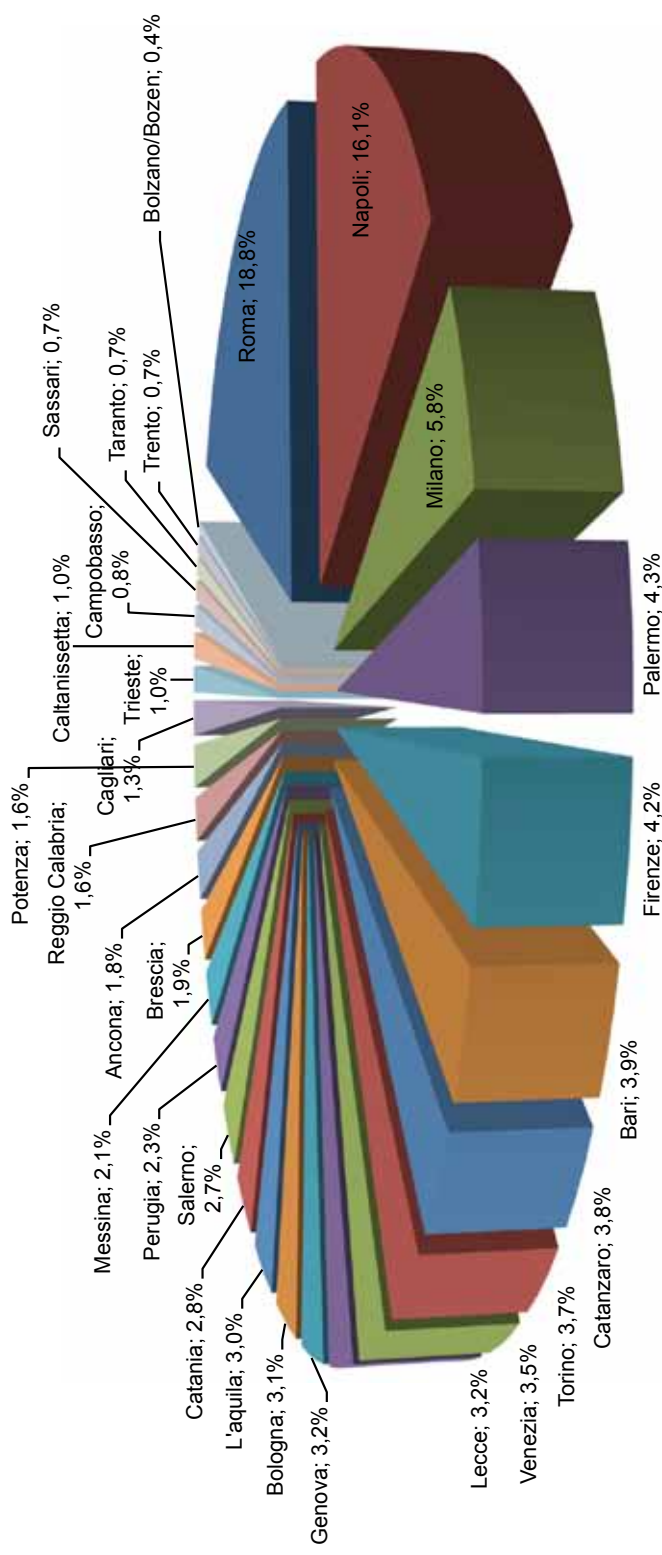 Roma; 18,8%
Napoli; 16,1%
Milano; 5,8%
Palermo; 4,3%
Firenze; 4,2%
Bari; 3,9%
Catanzaro; 3,8%
Torino; 3,7%
Venezia; 3,5%
Lecce; 3,2%
Genova; 3,2%
Bologna; 3,1%
L'aquila; 3,0%
Catania; 2,8%
Salerno;
2,7%
Perugia; 2,3%
Messina; 2,1%
Brescia;
1,9%
Ancona; 1,8%
Reggio Calabria;
1,6%
Potenza; 1,6%
Cagliari;
1,3%
Trieste;
1,0%
Caltanissetta; 1,0%
Campobasso;
0,8%
Sassari; 0,7%
Taranto; 0,7%
Trento; 0,7%
Bolzano/Bozen; 0,4%